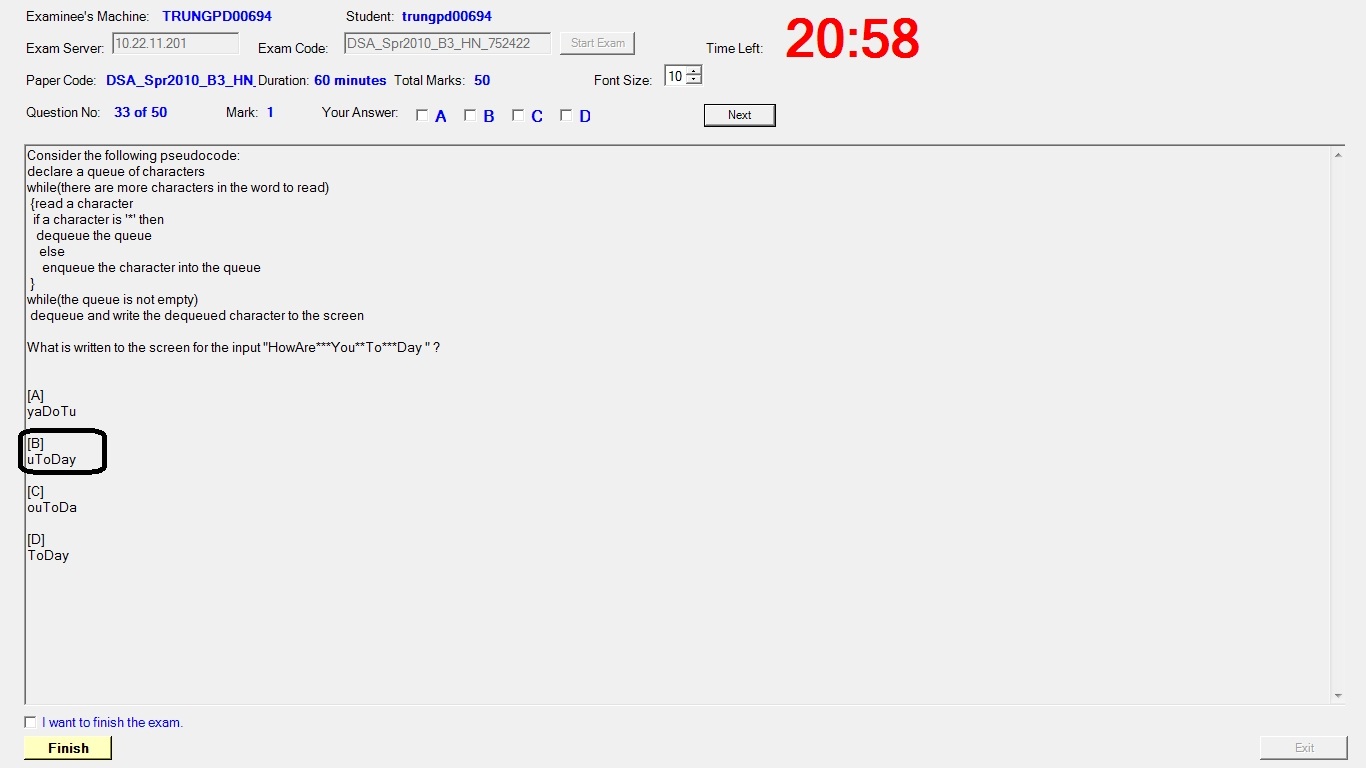 Examinee's Machine: TRUNGPD00694 Student: trungpd00694
Exam Server: 10.22.11.201 Exam Code: DSA_Spr2010_B3_HN_752422 Start Exam Time Left: 20:58
Paper Code: DSA_Spr2010_B3_HN_ Duration: 60 minutes Total Marks: 50 Font Size: 10
Question No: 33 of 50 Mark: 1 Your Answer: A B C D Next
Consider the following pseudocode:
declare a queue of characters
while(there are more characters in the word to read)
{read a character
if a character is '*' then
dequeue the queue
else
enqueue the character into the queue
}
while(the queue is not empty)
dequeue and write the dequeued character to the screen
What is written to the screen for the input "HowAre***You**To***Day " ?
[A]
yaDoTu
[B]
uToDay
[C]
ouToDa
[D]
ToDay
I want to finish the exam.
Finish Exit